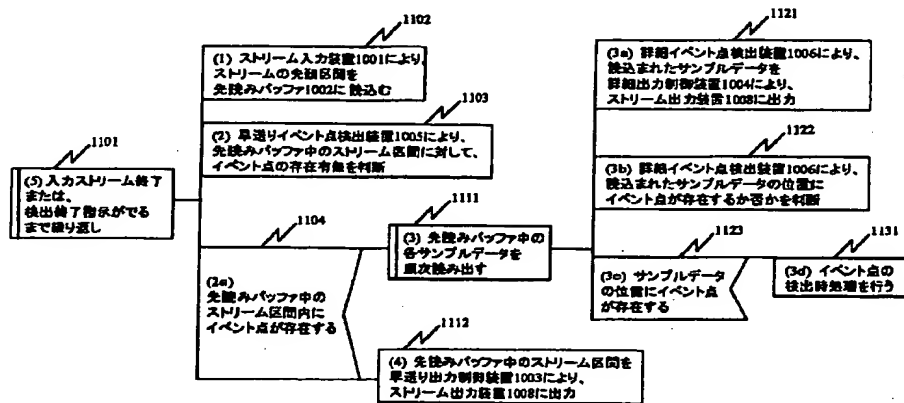 1101
(5) 入力ストリーム終了
または、
検出終了指示がでる
まで繰り返し
1102
(1) ストリーム入力装置1001により、
ストリームの先頭区間を
先読みバッファ1002に読込む
1103
(2) 早送りイベント点検出装置1005により、
先読みバッファ中のストリーム区間に対して、
イベント点の存在有無を判断
1104
(2a)
先読みバッファ中の
ストリーム区間内に
イベント点が存在する
1111
(3) 先読みバッファ中の
各サンプルデータを
順次読み出す
1112
(4) 先読みバッファ中のストリーム区間を
早送り出力制御装置1003により、
ストリーム出力装置1008に出力
1121
(3a) 詳細イベント点検出装置1006により、
読込まれたサンプルデータを
詳細出力制御装置1004により、
ストリーム出力装置1008に出力
1122
(3b) 詳細イベント点検出装置1006により、
読込まれたサンプルデータの位置に
イベント点が存在するか否かを判断
1123
(3c) サンプルデータ
の位置にイベント点
が存在する
1131
(3d) イベント点の
検出時処理を行う